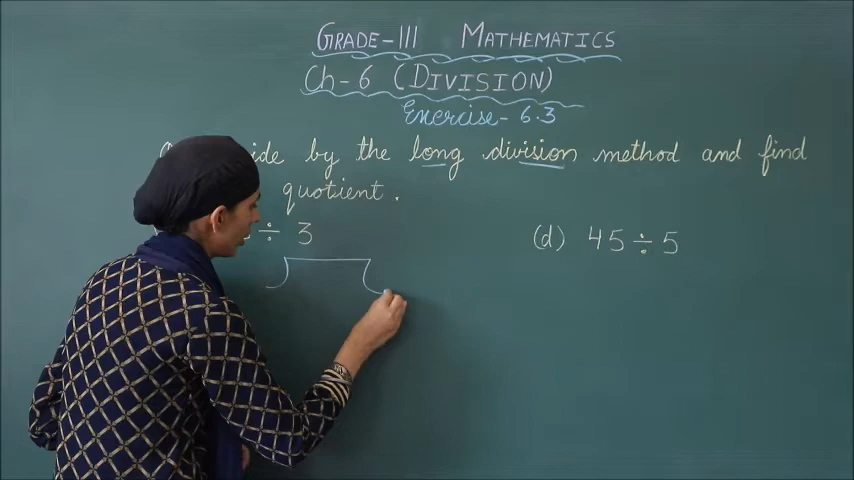 GRADE-III MATHEMATICS
Ch-6 (DIVISION)
Exercise- 6.3
by the long division method and find
quotient.
÷ 3
(d) 45÷5